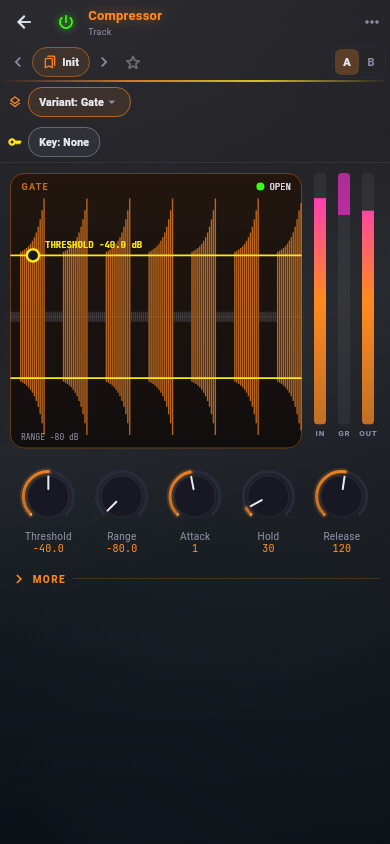 Compressor
Track
Init
A
B
Variant: Gate
Key: None
GATE
OPEN
THRESHOLD -40.0 dB
RANGE -80 dB
IN
GR
OUT
Threshold
-40.0
Range
-80.0
Attack
1
Hold
30
Release
120
MORE